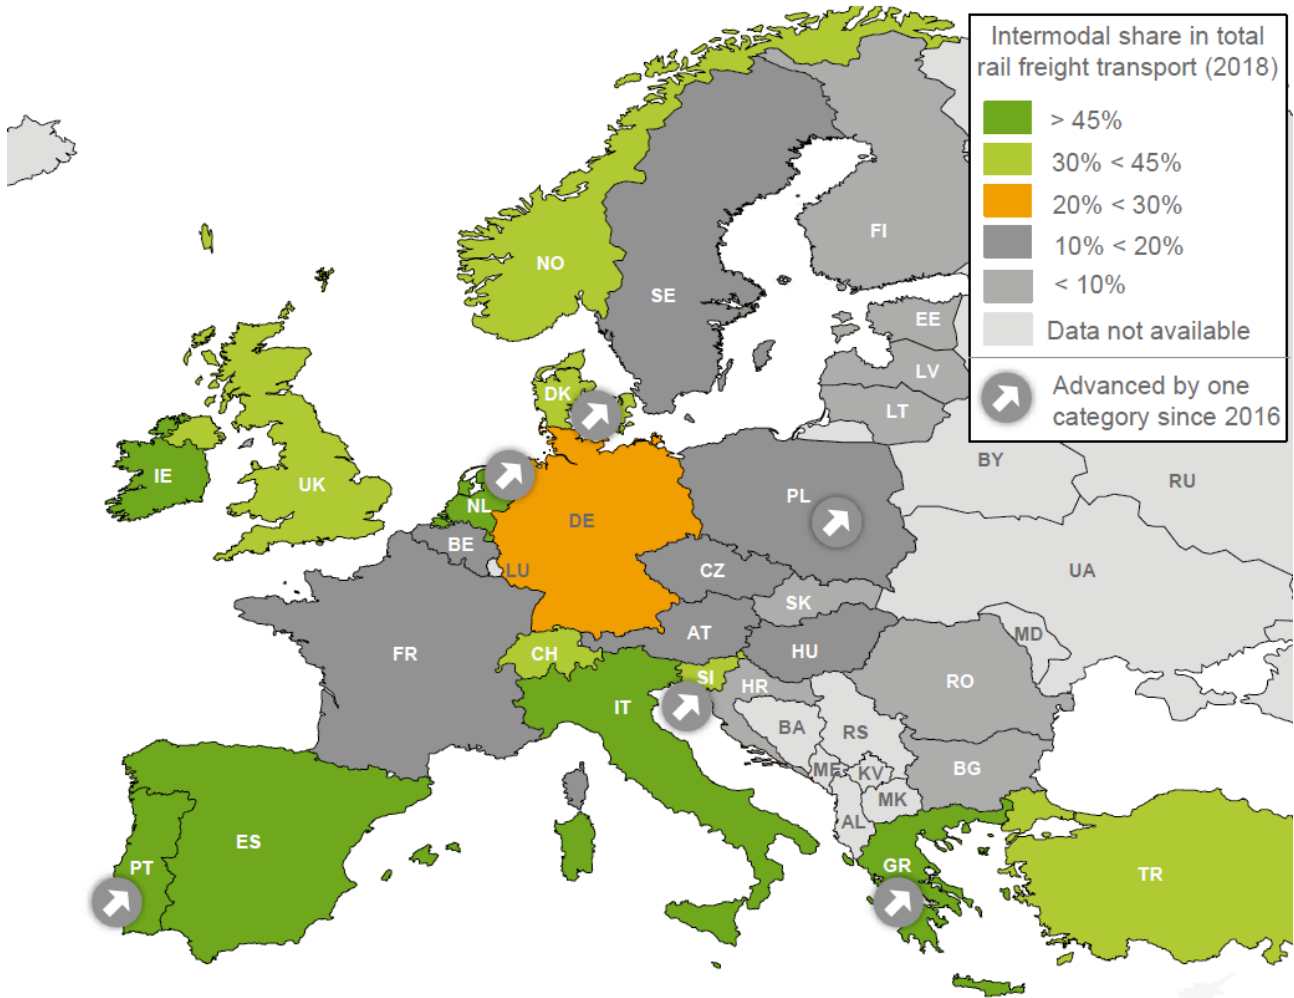 Intermodal share in total
rail freight transport (2018)
> 45%
30% < 45%
20% < 30%
10% < 20%
< 10%
Data not available
Advanced by one
category since 2016
FI
NO
SE
EE
LV
DK
LT
BY
IE
UK
NL
PL
RU
DE
BE
LU
CZ
UA
SK
AT
MD
FR
CH
HU
SI
HR
RO
IT
BA
RS
ME
KV
BG
MK
AL
ES
PT
GR
TR